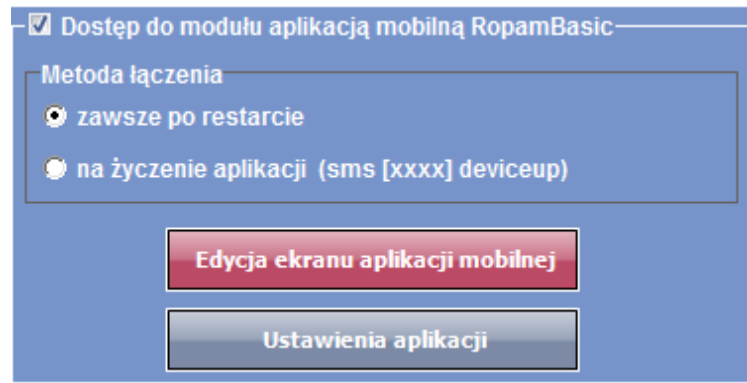 Dostęp do modułu aplikacją mobilną RopamBasic
Metoda łączenia
zawsze po restarcie
na życzenie aplikacji (sms [xxxx] deviceup)
Edycja ekranu aplikacji mobilnej
Ustawienia aplikacji